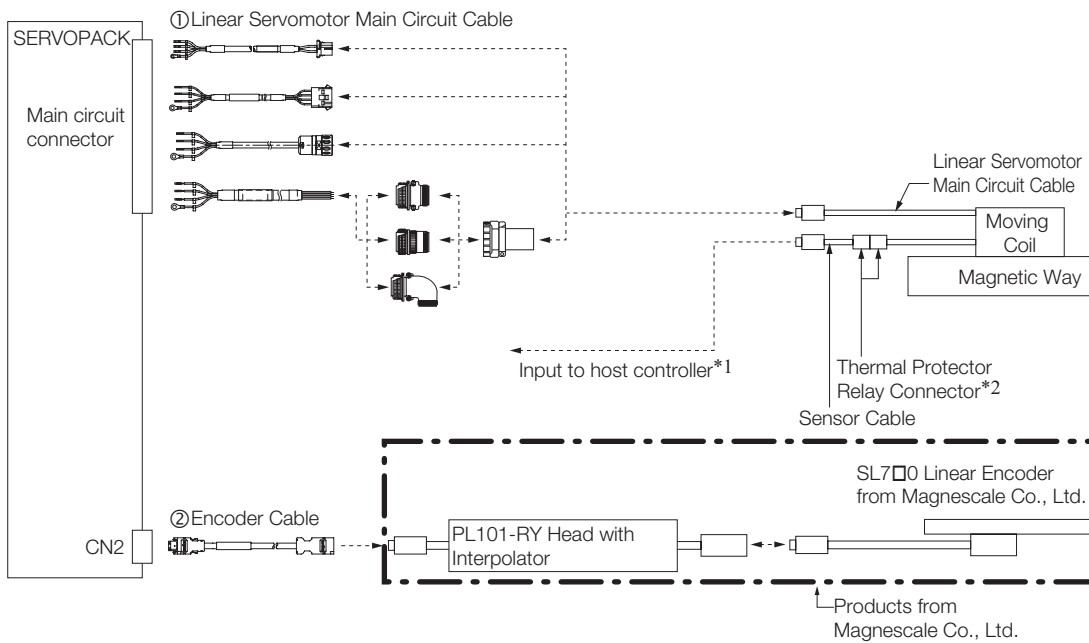 ①Linear Servomotor Main Circuit Cable
SERVOPACK
Main circuit
connector
Linear Servomotor
Main Circuit Cable
Moving
Coil
Magnetic Way
Input to host controller*1
Thermal Protector
Relay Connector*2
Sensor Cable
SL7□0 Linear Encoder
from Magnescale Co., Ltd.
②Encoder Cable
CN2
PL101-RY Head with
Interpolator
Products from
Magnescale Co., Ltd.